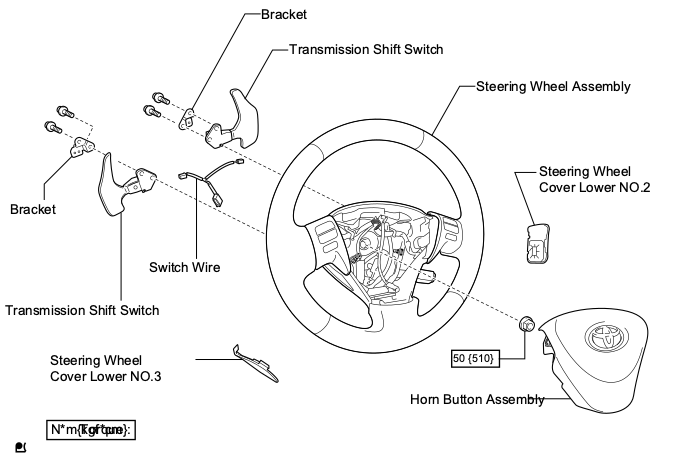 Bracket
Transmission Shift Switch
Steering Wheel Assembly
Steering Wheel
Cover Lower NO.2
Bracket
Switch Wire
Transmission Shift Switch
50 {510}
Steering Wheel
Cover Lower NO.3
Horn Button Assembly
N*m{